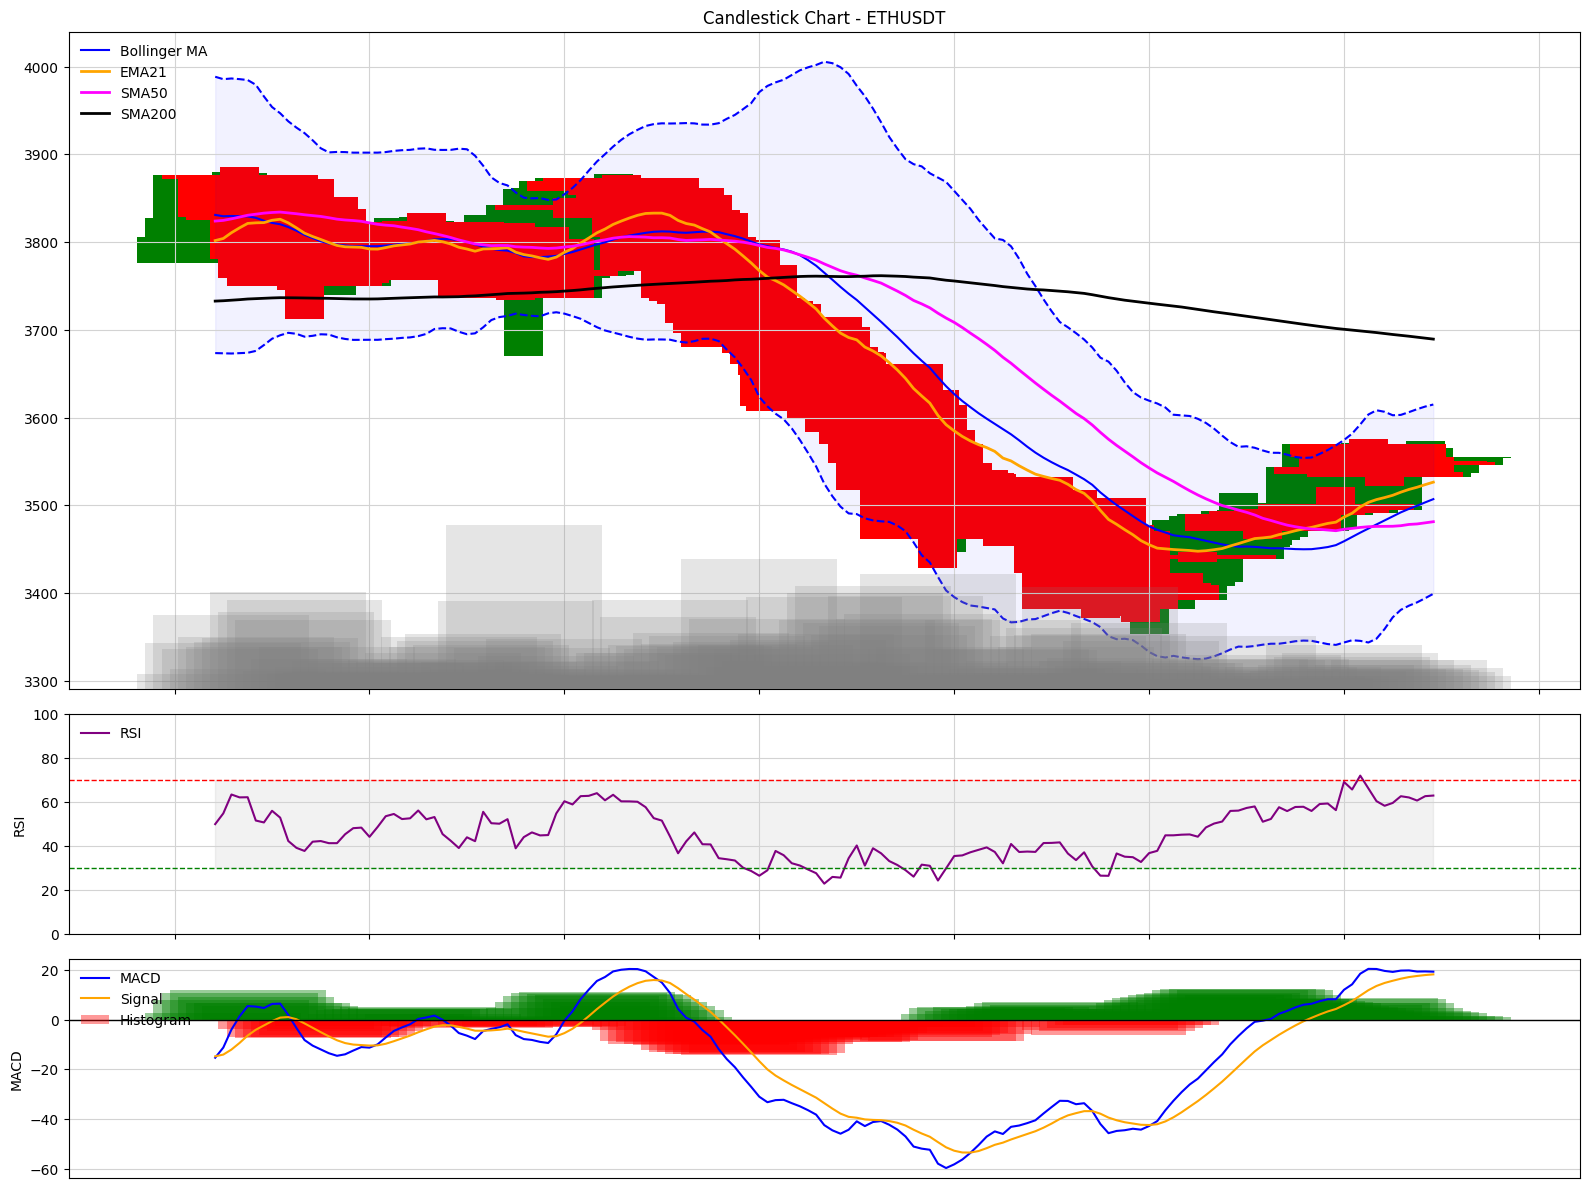 Candlestick Chart - ETHUSDT
Bollinger MA
EMA21
SMA50
SMA200
4000
3900
3800
3700
3600
3500
3400
3300
RSI
100
80
60
40
20
0
RSI
MACD
Signal
Histogram
20
0
−20
−40
−60
MACD